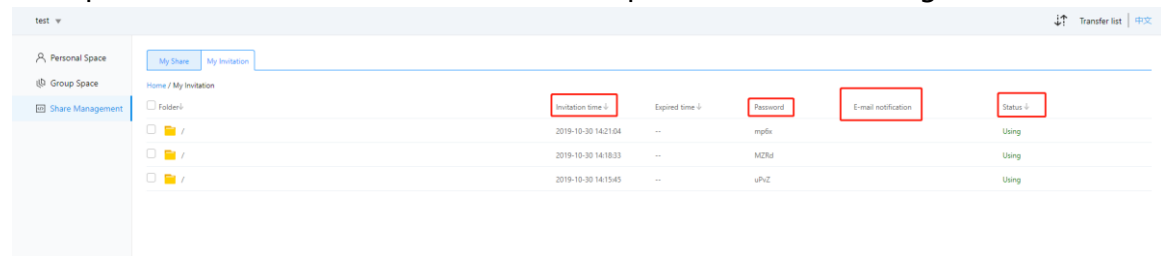 test
Transfer list 中文
Personal Space
Group Space
Share Management
My Share My Invitation
Home / My Invitation
Folder↓ Invitation time↓ Expired time↓ Password E-mail notification Status↓
/ 2019-10-30 14:21:04 -- mp6x Using
/ 2019-10-30 14:18:33 -- MZRd Using
/ 2019-10-30 14:15:45 -- uPvZ Using